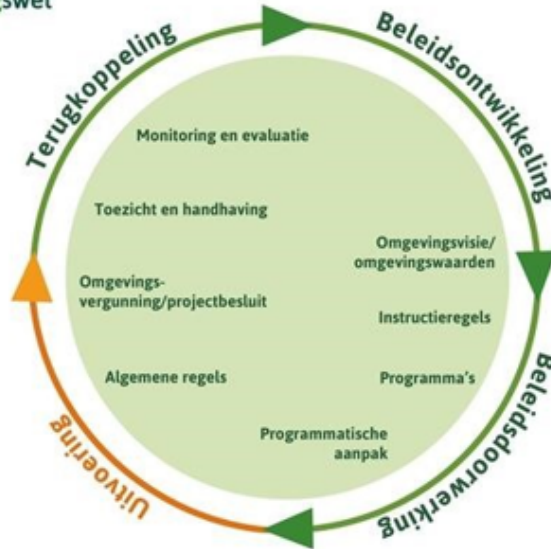 Terugkoppeling
Beleidsontwikkeling
Monitoring en evaluatie
Toezicht en handhaving
Omgevingsvisie/
omgevingswaarden
Omgevings-
vergunning/projectbesluit
Instructieregels
Algemene regels
Programma's
Programmatische
aanpak
Uitvoering
Beleidsdoorwerking